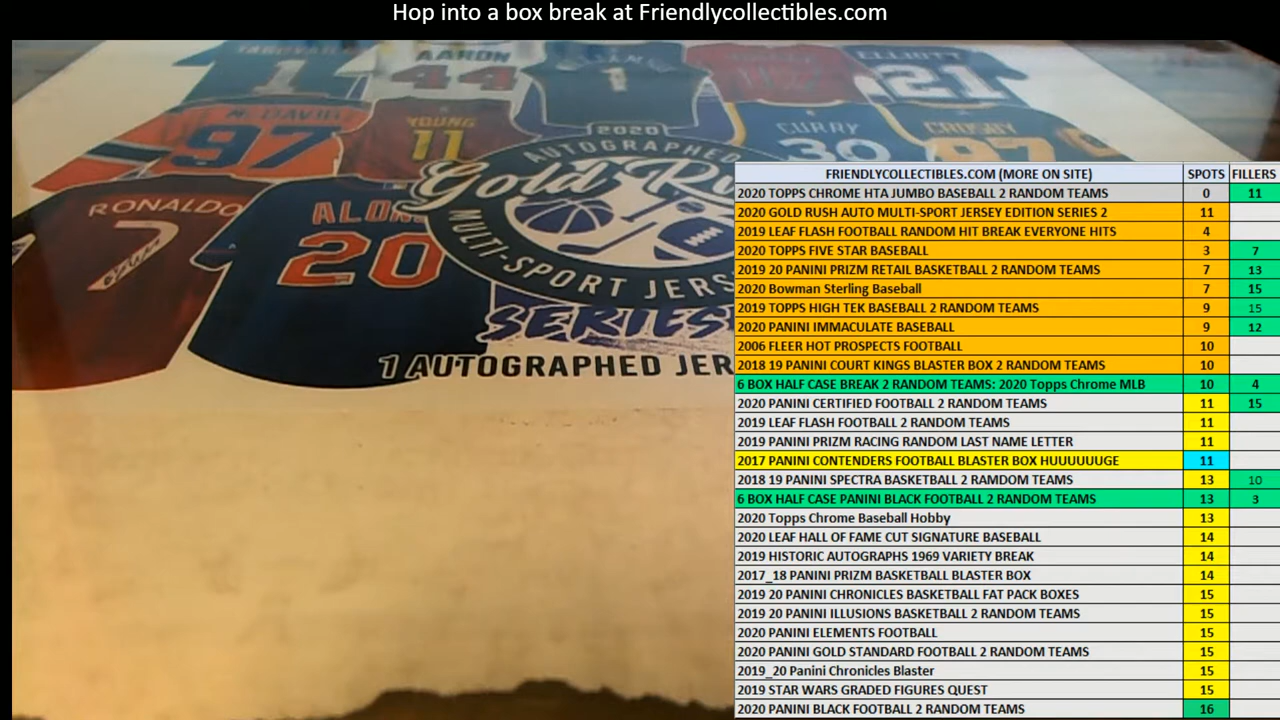 Hop into a box break at Friendlycollectibles.com
AARON
44
1
1
ELLIOTT
21
97
YOUNG
11
2020
CURRY
30
CROSBY
87
AUTOGRAPHED
Gold
MULTI-SPORT JERS
RONALDO
7
20
SERIES
1 AUTOGRAPHED JER
FRIENDLYCOLLECTIBLES.COM (MORE ON SITE) SPOTS FILLERS
2020 TOPPS CHROME HTA JUMBO BASEBALL 2 RANDOM TEAMS 0 11
2020 GOLD RUSH AUTO MULTI-SPORT JERSEY EDITION SERIES 2 11
2019 LEAF FLASH FOOTBALL RANDOM HIT BREAK EVERYONE HITS 4
2020 TOPPS FIVE STAR BASEBALL 3 7
2019 20 PANINI PRIZM RETAIL BASKETBALL 2 RANDOM TEAMS 7 13
2020 Bowman Sterling Baseball 7 15
2019 TOPPS HIGH TEK BASEBALL 2 RANDOM TEAMS 9 15
2020 PANINI IMMACULATE BASEBALL 9 12
2006 FLEER HOT PROSPECTS FOOTBALL 10
2018 19 PANINI COURT KINGS BLASTER BOX 2 RANDOM TEAMS 10
6 BOX HALF CASE BREAK 2 RANDOM TEAMS: 2020 Topps Chrome MLB 10 4
2020 PANINI CERTIFIED FOOTBALL 2 RANDOM TEAMS 11 15
2019 LEAF FLASH FOOTBALL 2 RANDOM TEAMS 11
2019 PANINI PRIZM RACING RANDOM LAST NAME LETTER 11
2017 PANINI CONTENDERS FOOTBALL BLASTER BOX HUUUUUUGE 11
2018 19 PANINI SPECTRA BASKETBALL 2 RAMDOM TEAMS 13 10
6 BOX HALF CASE PANINI BLACK FOOTBALL 2 RANDOM TEAMS 13 3
2020 Topps Chrome Baseball Hobby 13
2020 LEAF HALL OF FAME CUT SIGNATURE BASEBALL 14
2019 HISTORIC AUTOGRAPHS 1969 VARIETY BREAK 14
2017_18 PANINI PRIZM BASKETBALL BLASTER BOX 14
2019 20 PANINI CHRONICLES BASKETBALL FAT PACK BOXES 15
2019 20 PANINI ILLUSIONS BASKETBALL 2 RANDOM TEAMS 15
2020 PANINI ELEMENTS FOOTBALL 15
2020 PANINI GOLD STANDARD FOOTBALL 2 RANDOM TEAMS 15
2019_20 Panini Chronicles Blaster 15
2019 STAR WARS GRADED FIGURES QUEST 15
2020 PANINI BLACK FOOTBALL 2 RANDOM TEAMS 16